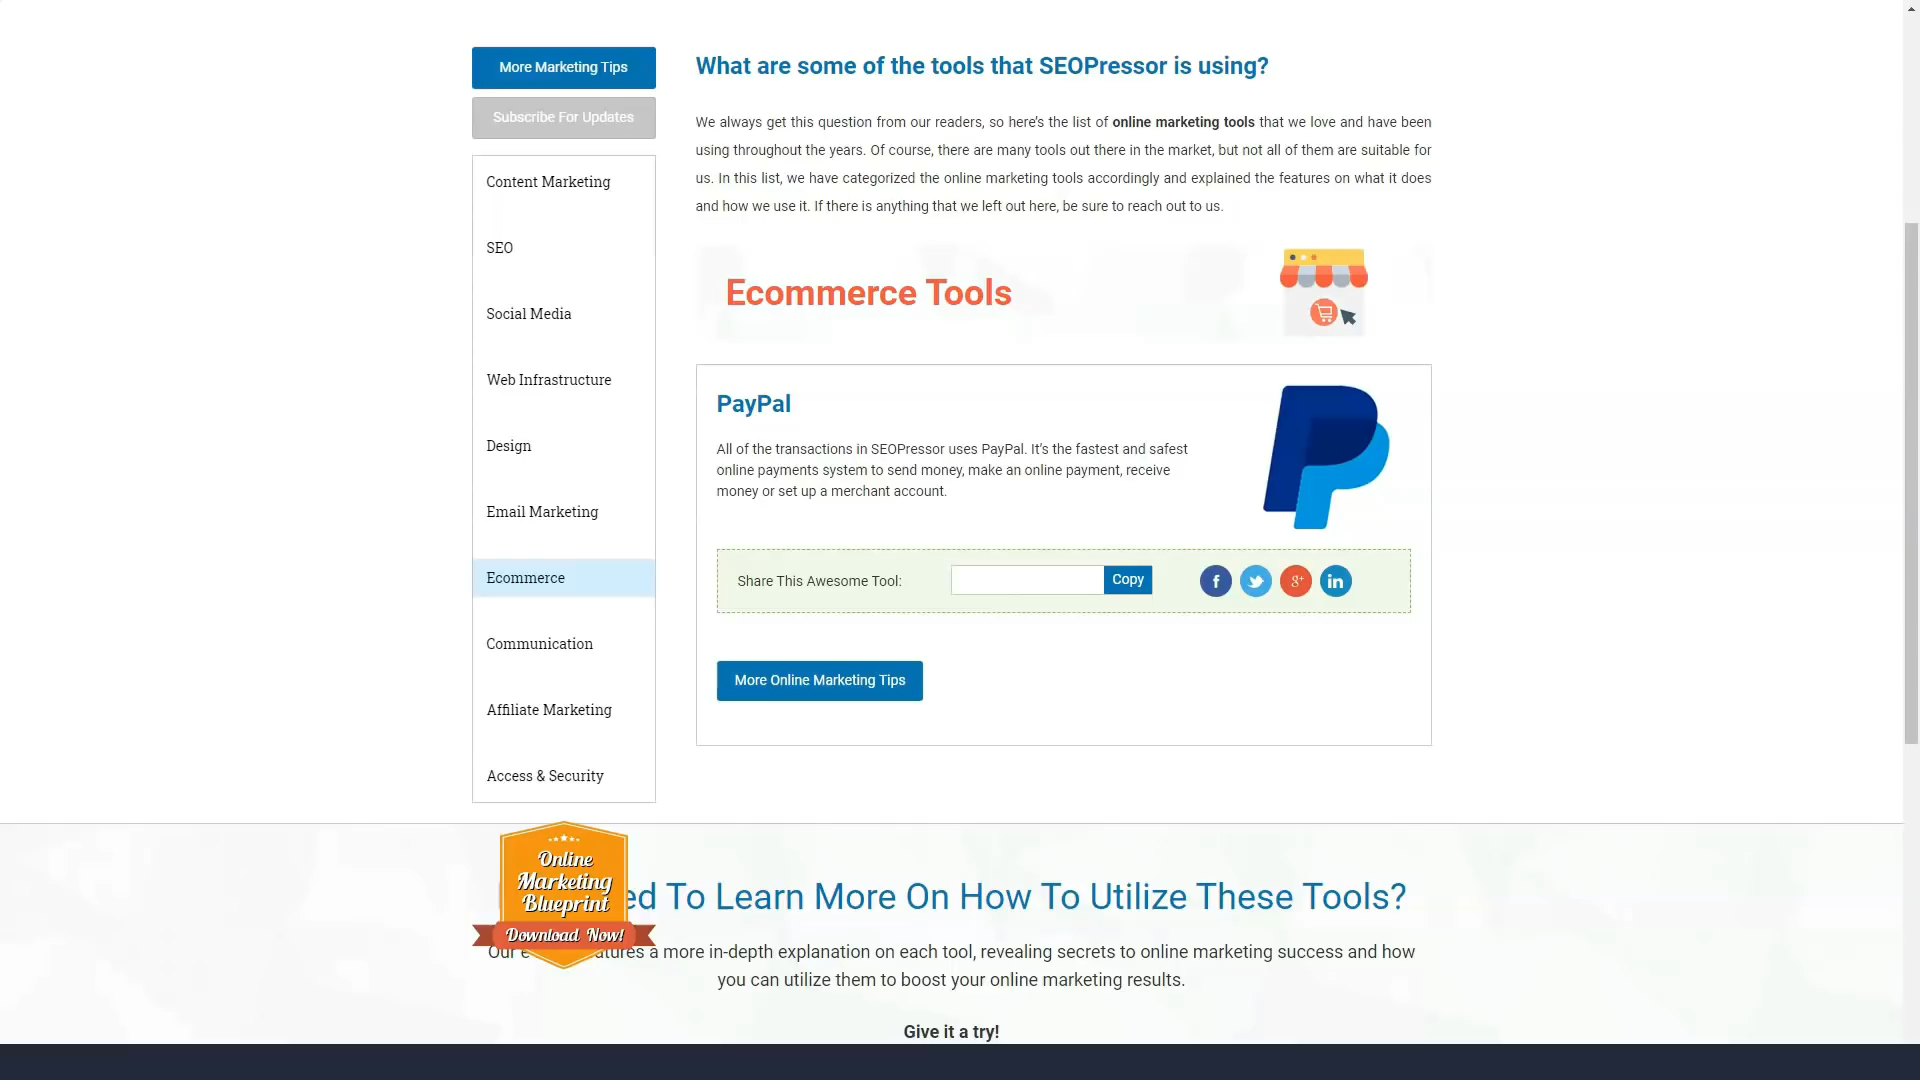 More Marketing Tips
Subscribe For Updates
Content Marketing
SEO
Social Media
Web Infrastructure
Design
Email Marketing
Ecommerce
Communication
Affiliate Marketing
Access & Security
What are some of the tools that SEOPressor is using?
We always get this question from our readers, so here's the list of online marketing tools that we love and have been
using throughout the years. Of course, there are many tools out there in the market, but not all of them are suitable for
us. In this list, we have categorized the online marketing tools accordingly and explained the features on what it does
and how we use it. If there is anything that we left out here, be sure to reach out to us.
Ecommerce Tools
PayPal
All of the transactions in SEOPressor uses PayPal. It's the fastest and safest
online payments system to send money, make an online payment, receive
money or set up a merchant account.
Share This Awesome Tool:
Copy
More Online Marketing Tips
Online
Marketing
Blueprint
Download Now!
ed To Learn More On How To Utilize These Tools?
Our e atures a more in-depth explanation on each tool, revealing secrets to online marketing success and how
you can utilize them to boost your online marketing results.
Give it a try!